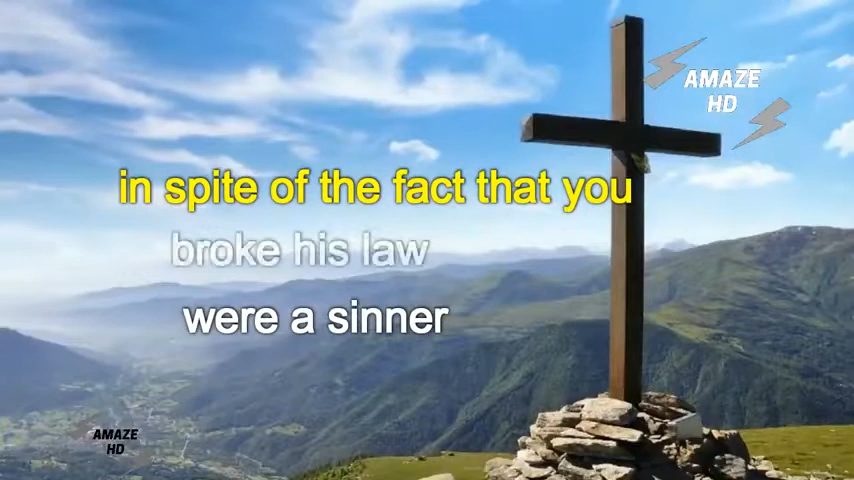 AMAZE
HD
in spite of the fact that you
broke his law
were a sinner
AMAZE
HD